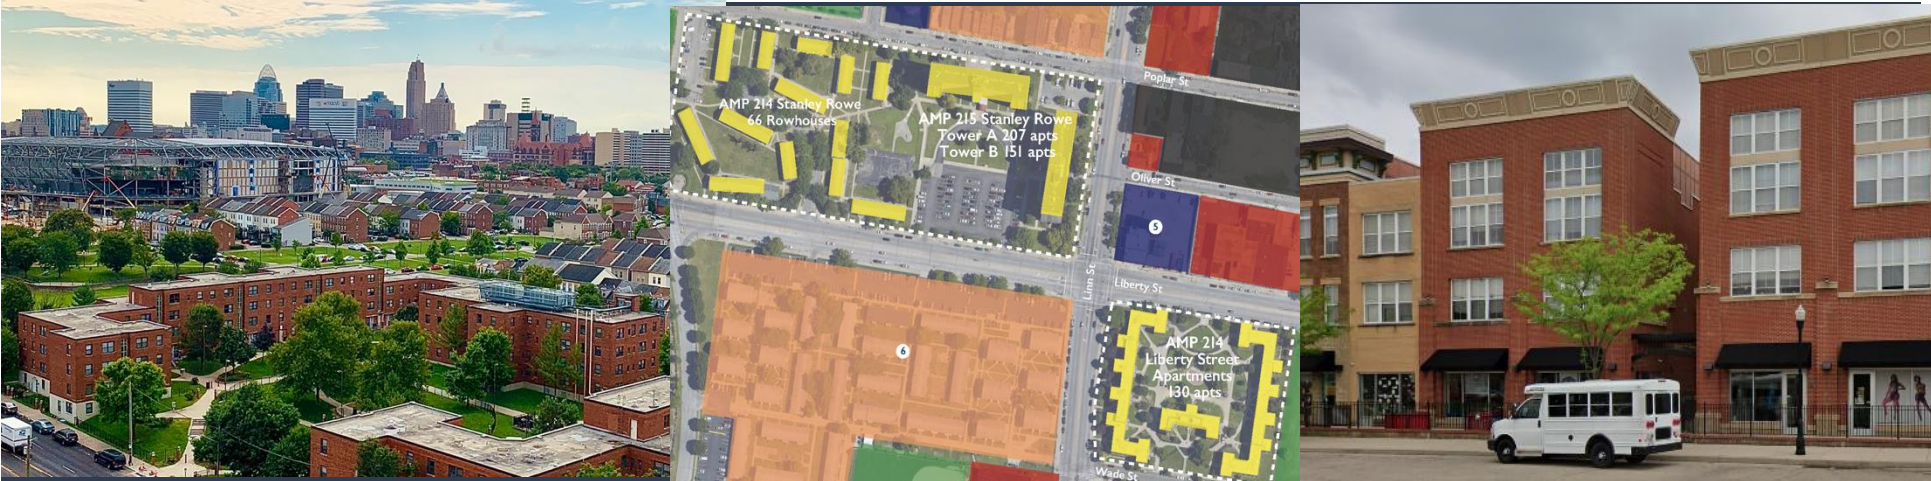 Poplar St
AMP 214 Stanley Rowe
66 Rowhouses
AMP 215 Stanley Rowe
Tower A 207 apts
Tower B 151 apts
Oliver St
5
Linn St
Liberty St
6
AMP 214
Liberty Street
Apartments
130 apts
Wade St